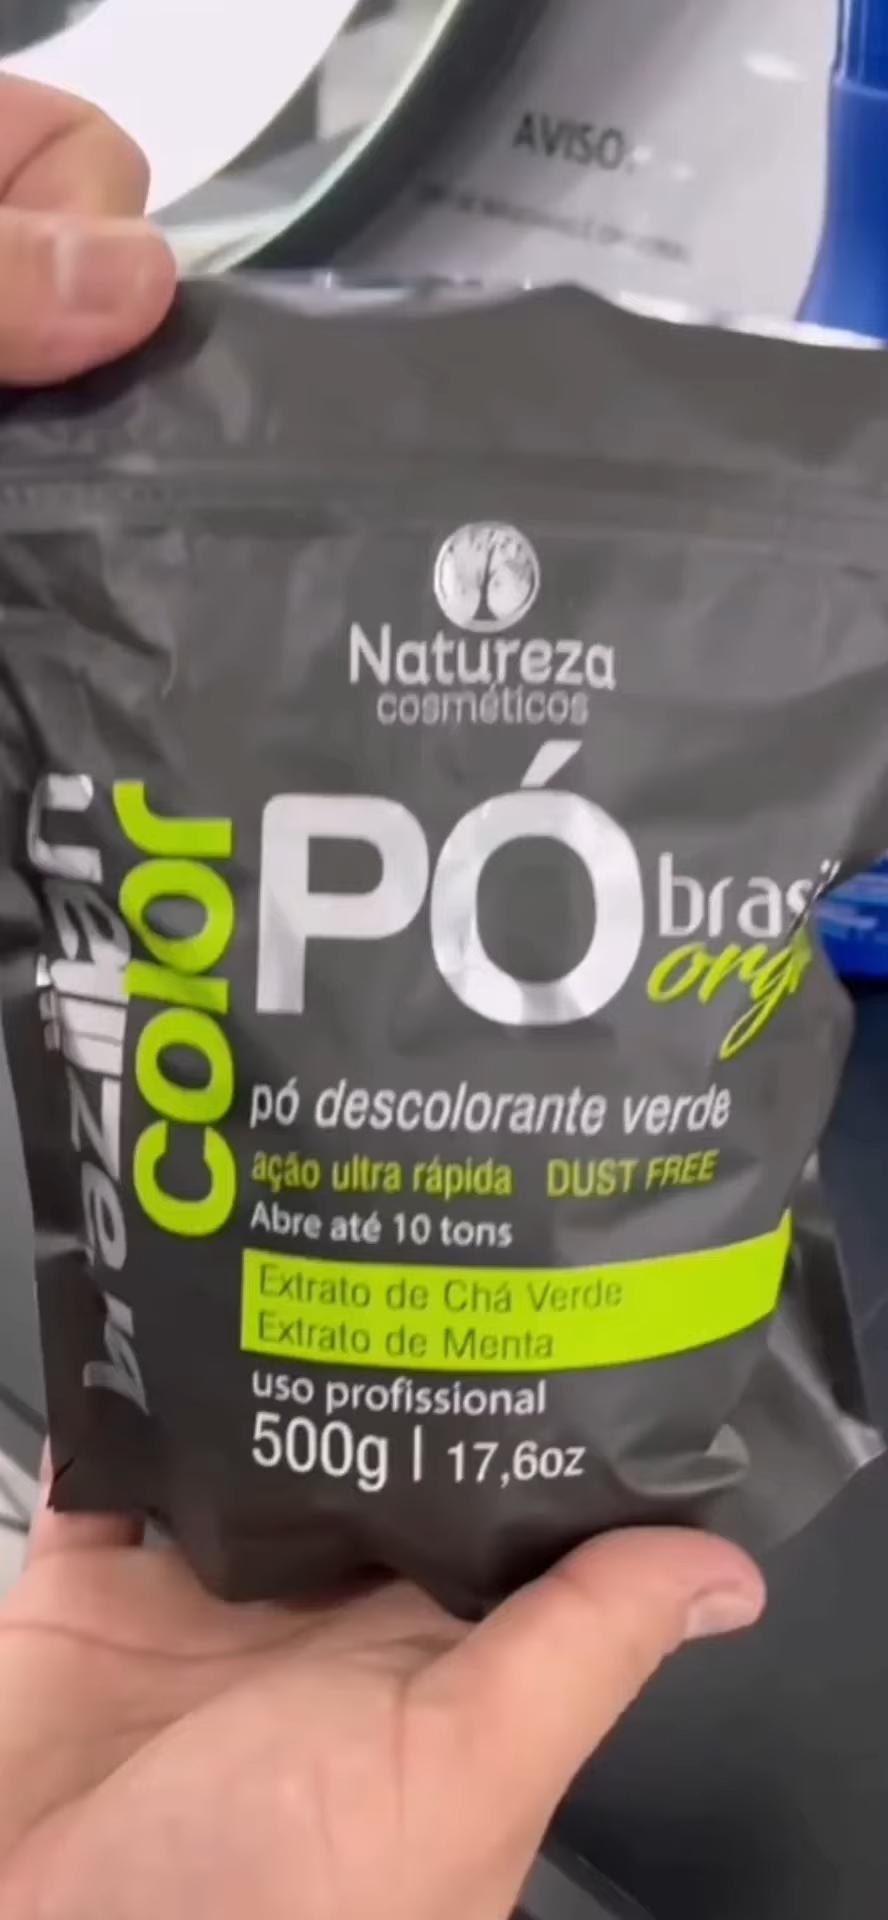 AVISO:
Natureza
cosméticos
brazilian
color
PÓ
brasil
pó descolorante verde
ação ultra rápida DUST FREE
Abre até 10 tons
Extrato de Chá Verde
Extrato de Menta
uso profissional
500g | 17,6oz